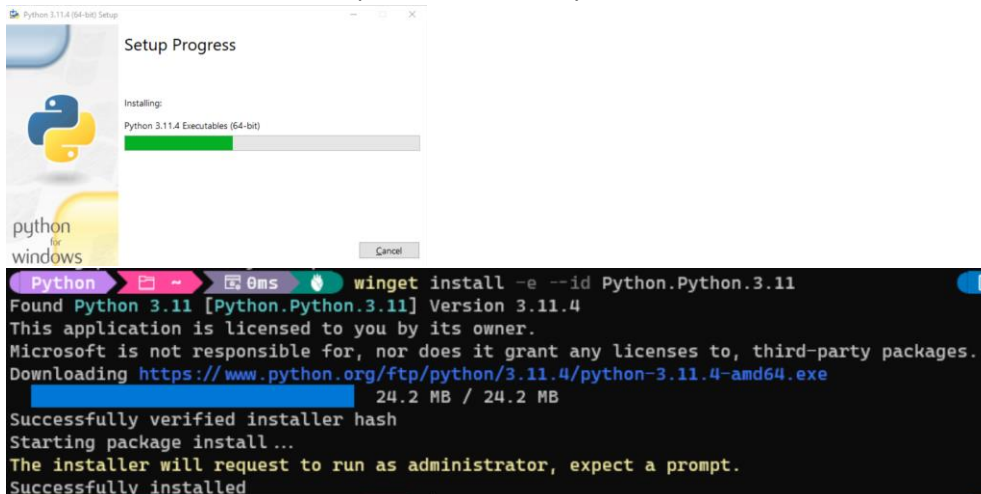 Python 3.11.4 (64-bit) Setup
Setup Progress
Installing:
Python 3.11.4 Executables (64-bit)
python
for
windows
Cancel
Python ~ 0ms winget install -e --id Python.Python.3.11
Found Python 3.11 [Python.Python.3.11] Version 3.11.4
This application is licensed to you by its owner.
Microsoft is not responsible for, nor does it grant any licenses to, third-party packages.
Downloading https://www.python.org/ftp/python/3.11.4/python-3.11.4-amd64.exe
24.2 MB / 24.2 MB
Successfully verified installer hash
Starting package install...
The installer will request to run as administrator, expect a prompt.
Successfully installed